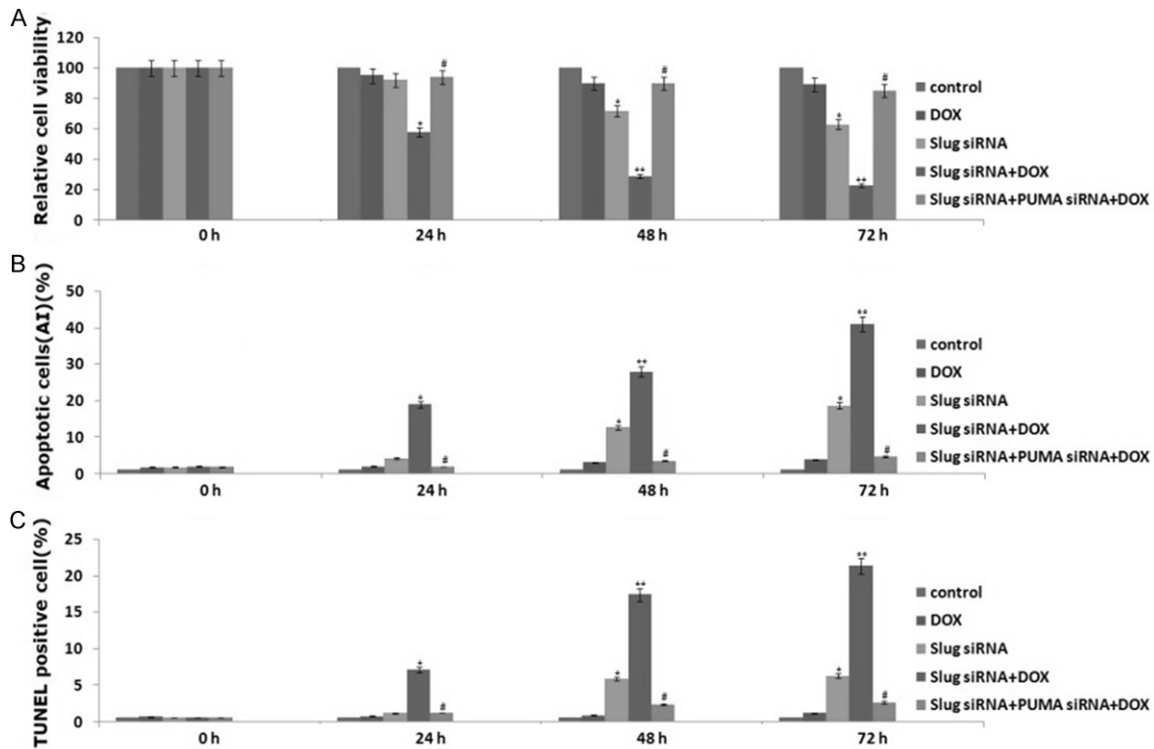 A
Relative cell viability
120
100
80
60
40
20
0
# # #
* * *
* ** **
0 h 24 h 48 h 72 h
control
DOX
Slug siRNA
Slug siRNA+DOX
Slug siRNA+PUMA siRNA+DOX
B
Apoptotic cells(AI)(%)
50
40
30
20
10
0
* ** **
* *
# # #
0 h 24 h 48 h 72 h
control
DOX
Slug siRNA
Slug siRNA+DOX
Slug siRNA+PUMA siRNA+DOX
C
TUNEL positive cell(%)
25
20
15
10
5
0
* ** **
* *
# # #
0 h 24 h 48 h 72 h
control
DOX
Slug siRNA
Slug siRNA+DOX
Slug siRNA+PUMA siRNA+DOX